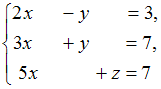 2x - y = 3,
3x + y = 7,
5x + z = 7